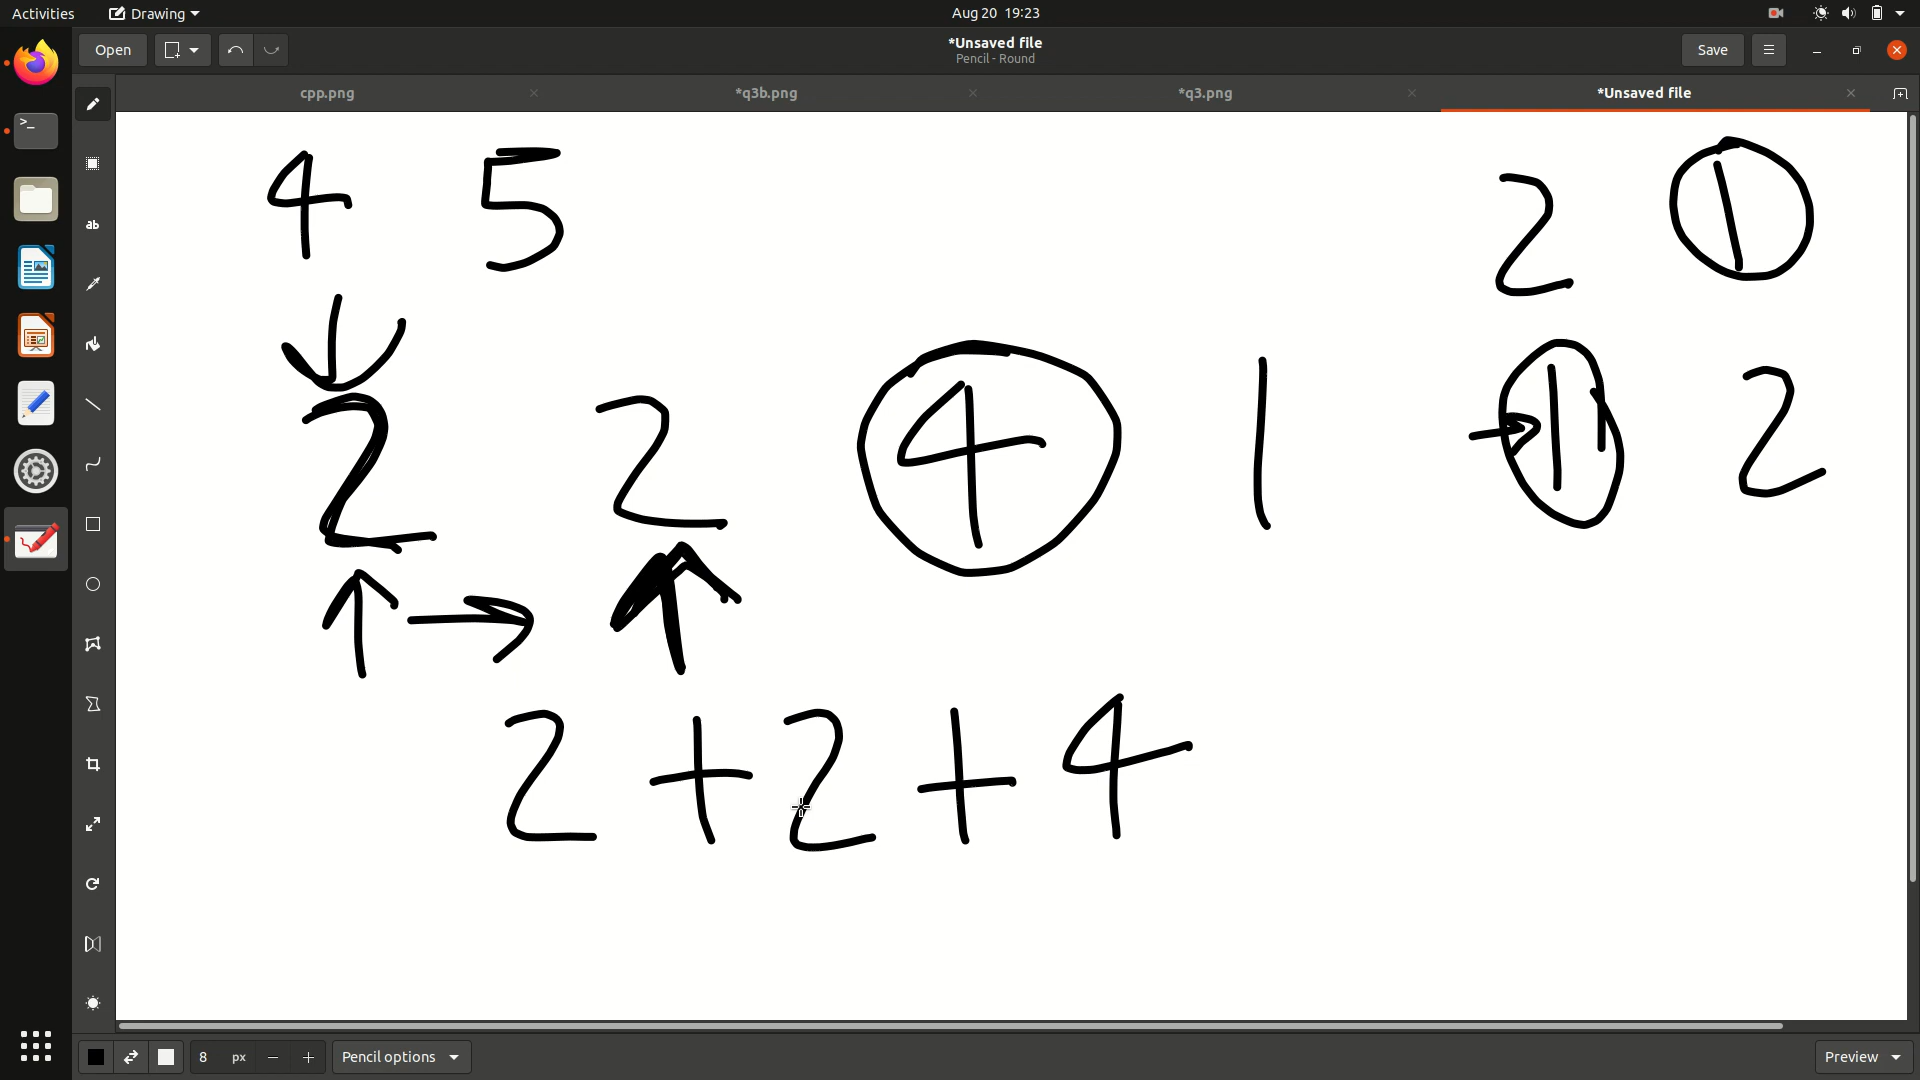 Activities Drawing Aug 20 19:23
Open *Unsaved file Save
Pencil - Round
cpp.png *q3b.png *q3.png *Unsaved file
4 5 2 1
2 2 4 1 1 1 2
2 + 2 + 4
8 px Pencil options Preview